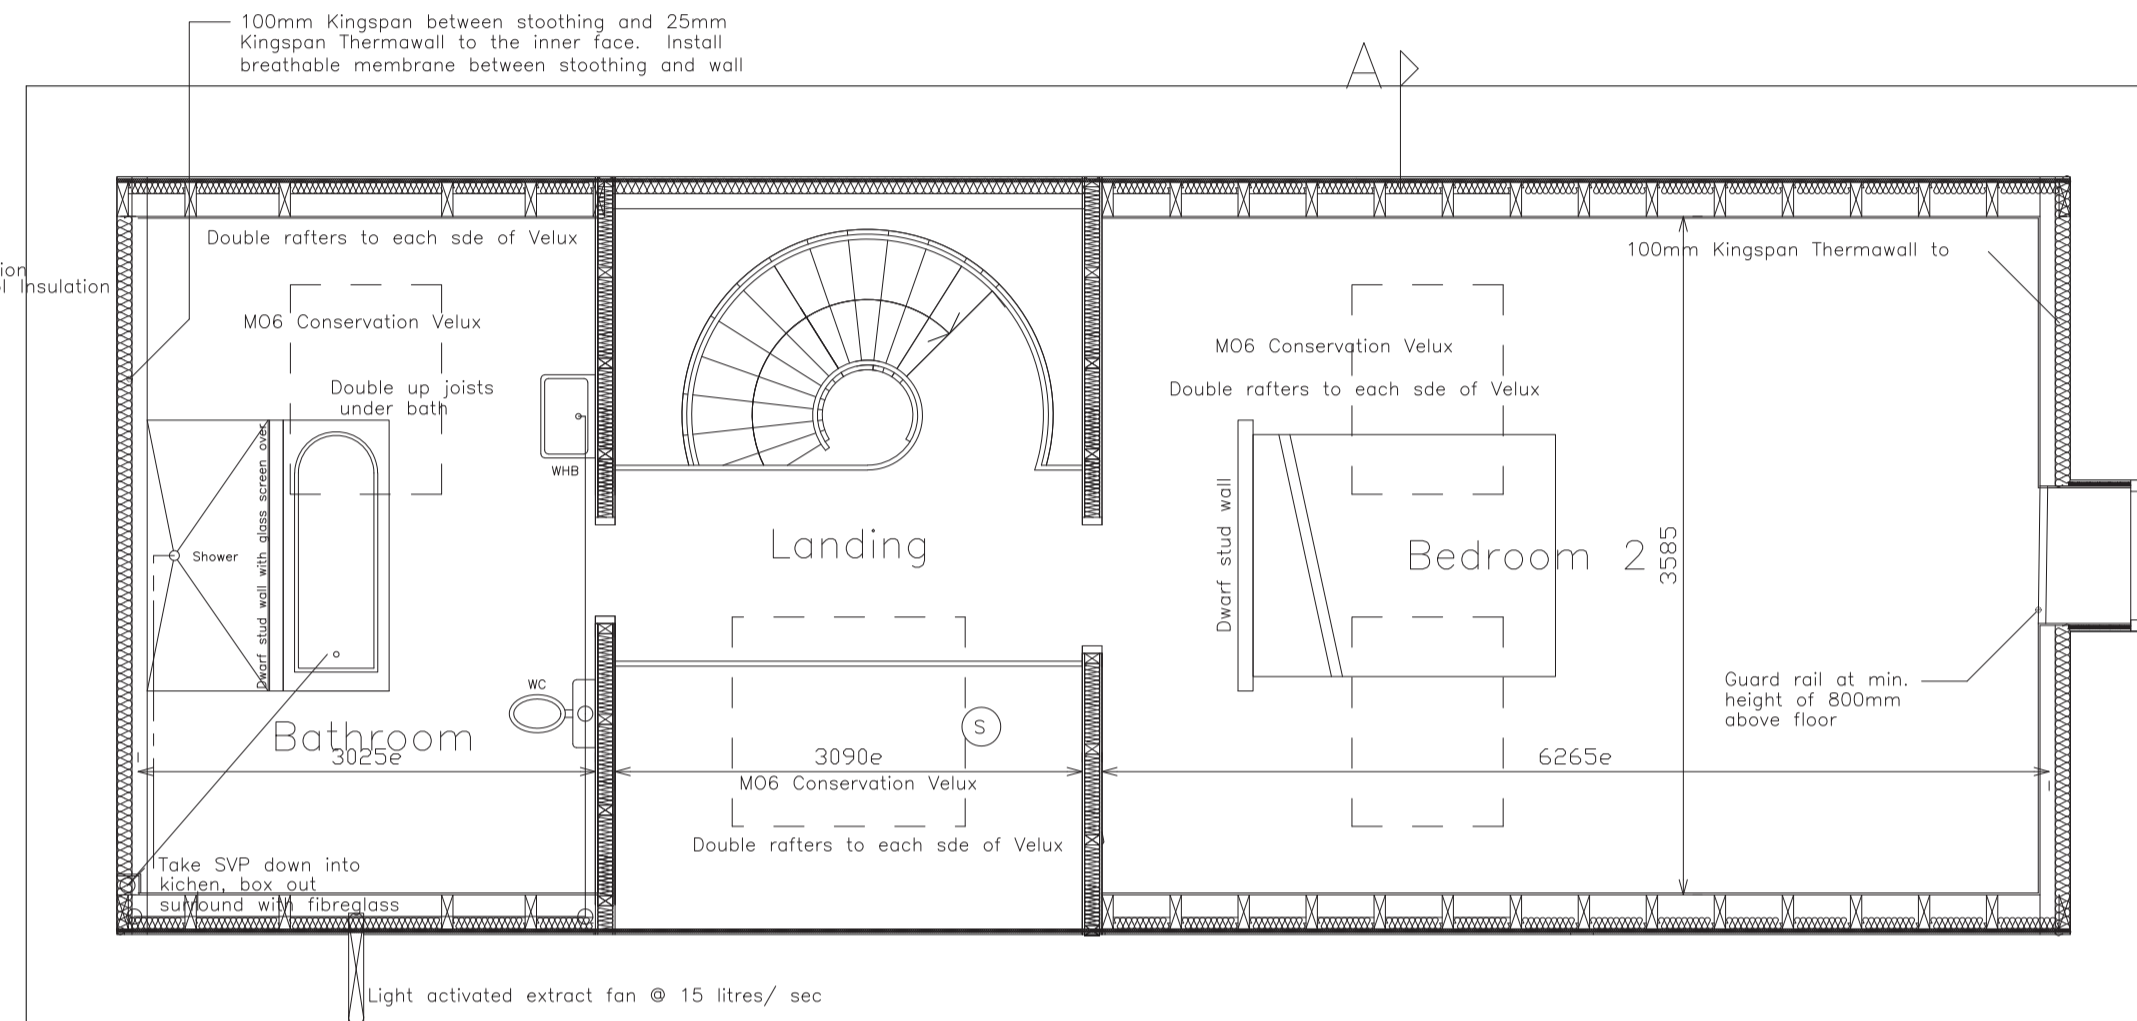 100mm Kingspan between stoothing and 25mm
Kingspan Thermawall to the inner face. Install
breathable membrane between stoothing and wall
A
Double rafters to each sde of Velux
100mm Kingspan Thermawall to
ion
ol Insulation
MO6 Conservation Velux
MO6 Conservation Velux
Double up joists
under bath
Double rafters to each sde of Velux
WHB
Dwarf stud wall with glass screen over
Shower
Landing
Dwarf stud wall
Bedroom 2
3585
WC
Guard rail at min.
height of 800mm
above floor
Bathroom
S
3025e
3090e
6265e
MO6 Conservation Velux
Double rafters to each sde of Velux
Take SVP down into
kichen, box out
surround with fibreglass
Light activated extract fan @ 15 litres/ sec